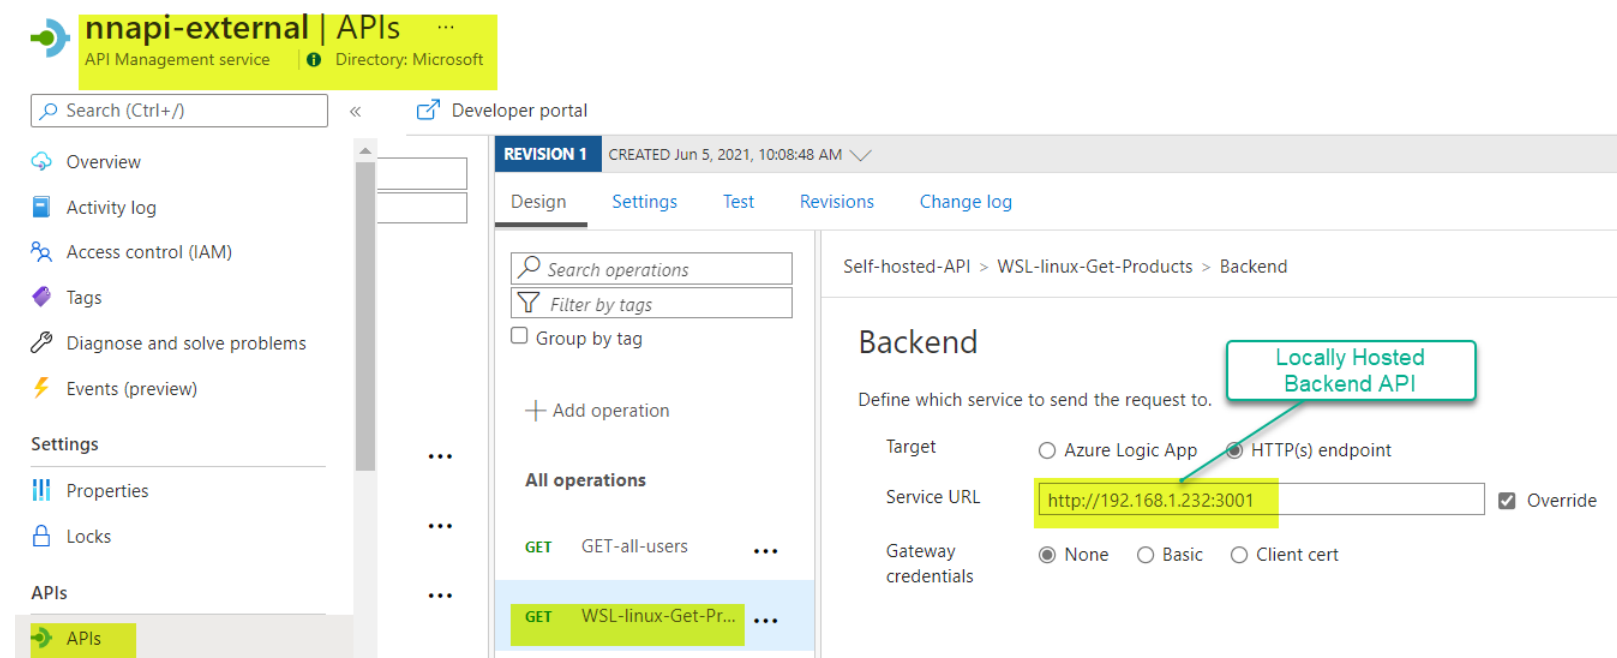 nnapi-external | APIs ...
API Management service
Directory: Microsoft
Search (Ctrl+/)
«
Developer portal
Overview
Activity log
Access control (IAM)
Tags
Diagnose and solve problems
Events (preview)
Settings
Properties
Locks
APIs
APIs
REVISION 1
CREATED Jun 5, 2021, 10:08:48 AM
Design
Settings
Test
Revisions
Change log
Search operations
Filter by tags
Group by tag
Add operation
All operations
GET GET-all-users ...
GET WSL-linux-Get-Pr... ...
Self-hosted-API > WSL-linux-Get-Products > Backend
Backend
Locally Hosted
Backend API
Define which service to send the request to.
Target
Azure Logic App
HTTP(s) endpoint
Service URL
http://192.168.1.232:3001
Override
Gateway
credentials
None
Basic
Client cert